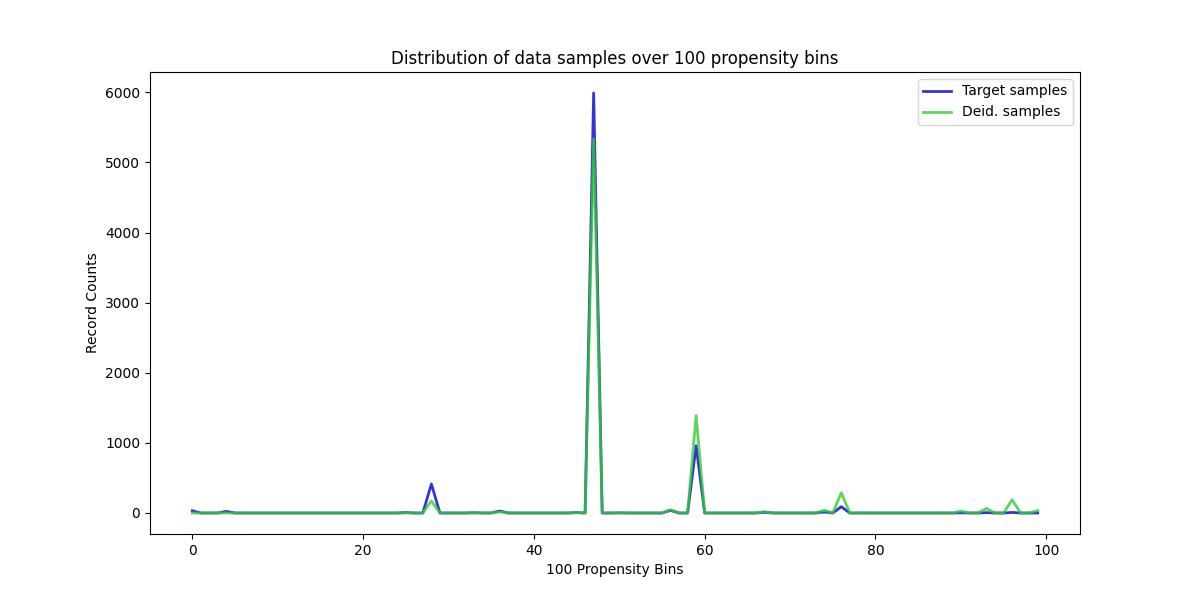 Distribution of data samples over 100 propensity bins
Target samples
Deid. samples
6000
5000
4000
3000
2000
1000
0
Record Counts
0 20 40 60 80 100
100 Propensity Bins